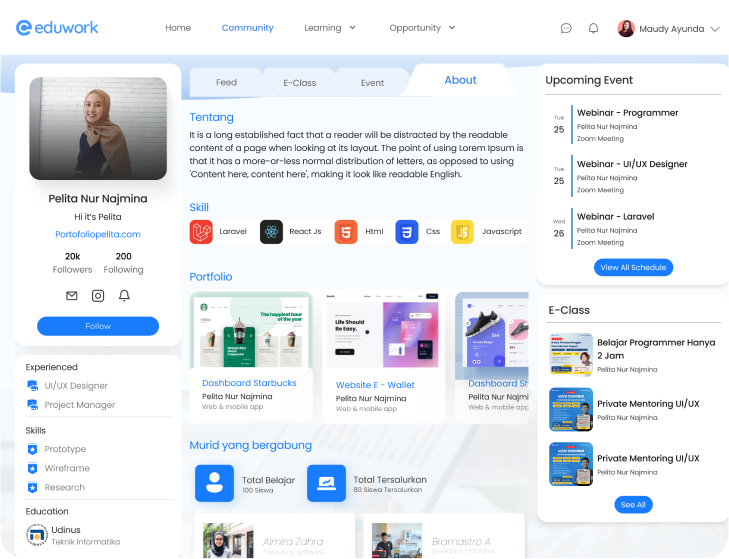 eduwork
Home
Community
Learning
Opportunity
Maudy Ayunda
Pelita Nur Najmina
Hi it's Pelita
Portofoliopelita.com
20k
200
Followers
Following
Follow
Experienced
UI/UX Designer
Project Manager
Skills
Prototype
Wireframe
Research
Education
Udinus
Teknik Informatika
Feed
E-Class
Event
About
Tentang
It is a long established fact that a reader will be distracted by the readable
content of a page when looking at its layout. The point of using Lorem Ipsum is
that it has a more-or-less normal distribution of letters, as opposed to using
'Content here, content here', making it look like readable English.
Skill
Laravel
React Js
Html
Css
Javascript
Portfolio
The happiest hour
of the year
Life Should
Be Easy.
Dashboard Starbucks
Pelita Nur Najmina
Web & mobile app
Website E - Wallet
Pelita Nur Najmina
Web & mobile app
Dashboard Sh
Pelita Nur Najmi
Web & mobile app
Murid yang bergabung
Total Belajar
100 Siswa
Total Tersalurkan
80 Siswa Tersalurkan
Almira Zahra
Freelance Software
Bramastro A
Freelance Frontend
Upcoming Event
Tue
25
Webinar - Programmer
Pelita Nur Najmina
Zoom Meeting
Tue
25
Webinar - UI/UX Designer
Pelita Nur Najmina
Zoom Meeting
Wed
26
Webinar - Laravel
Pelita Nur Najmina
Zoom Meeting
View All Schedule
E-Class
Belajar Programmer Hanya
2 Jam
Pelita Nur Najmina
UI/UX DESIGNER
Private Mentoring UI/UX
Pelita Nur Najmina
UI/UX DESIGNER
Private Mentoring UI/UX
Pelita Nur Najmina
See All